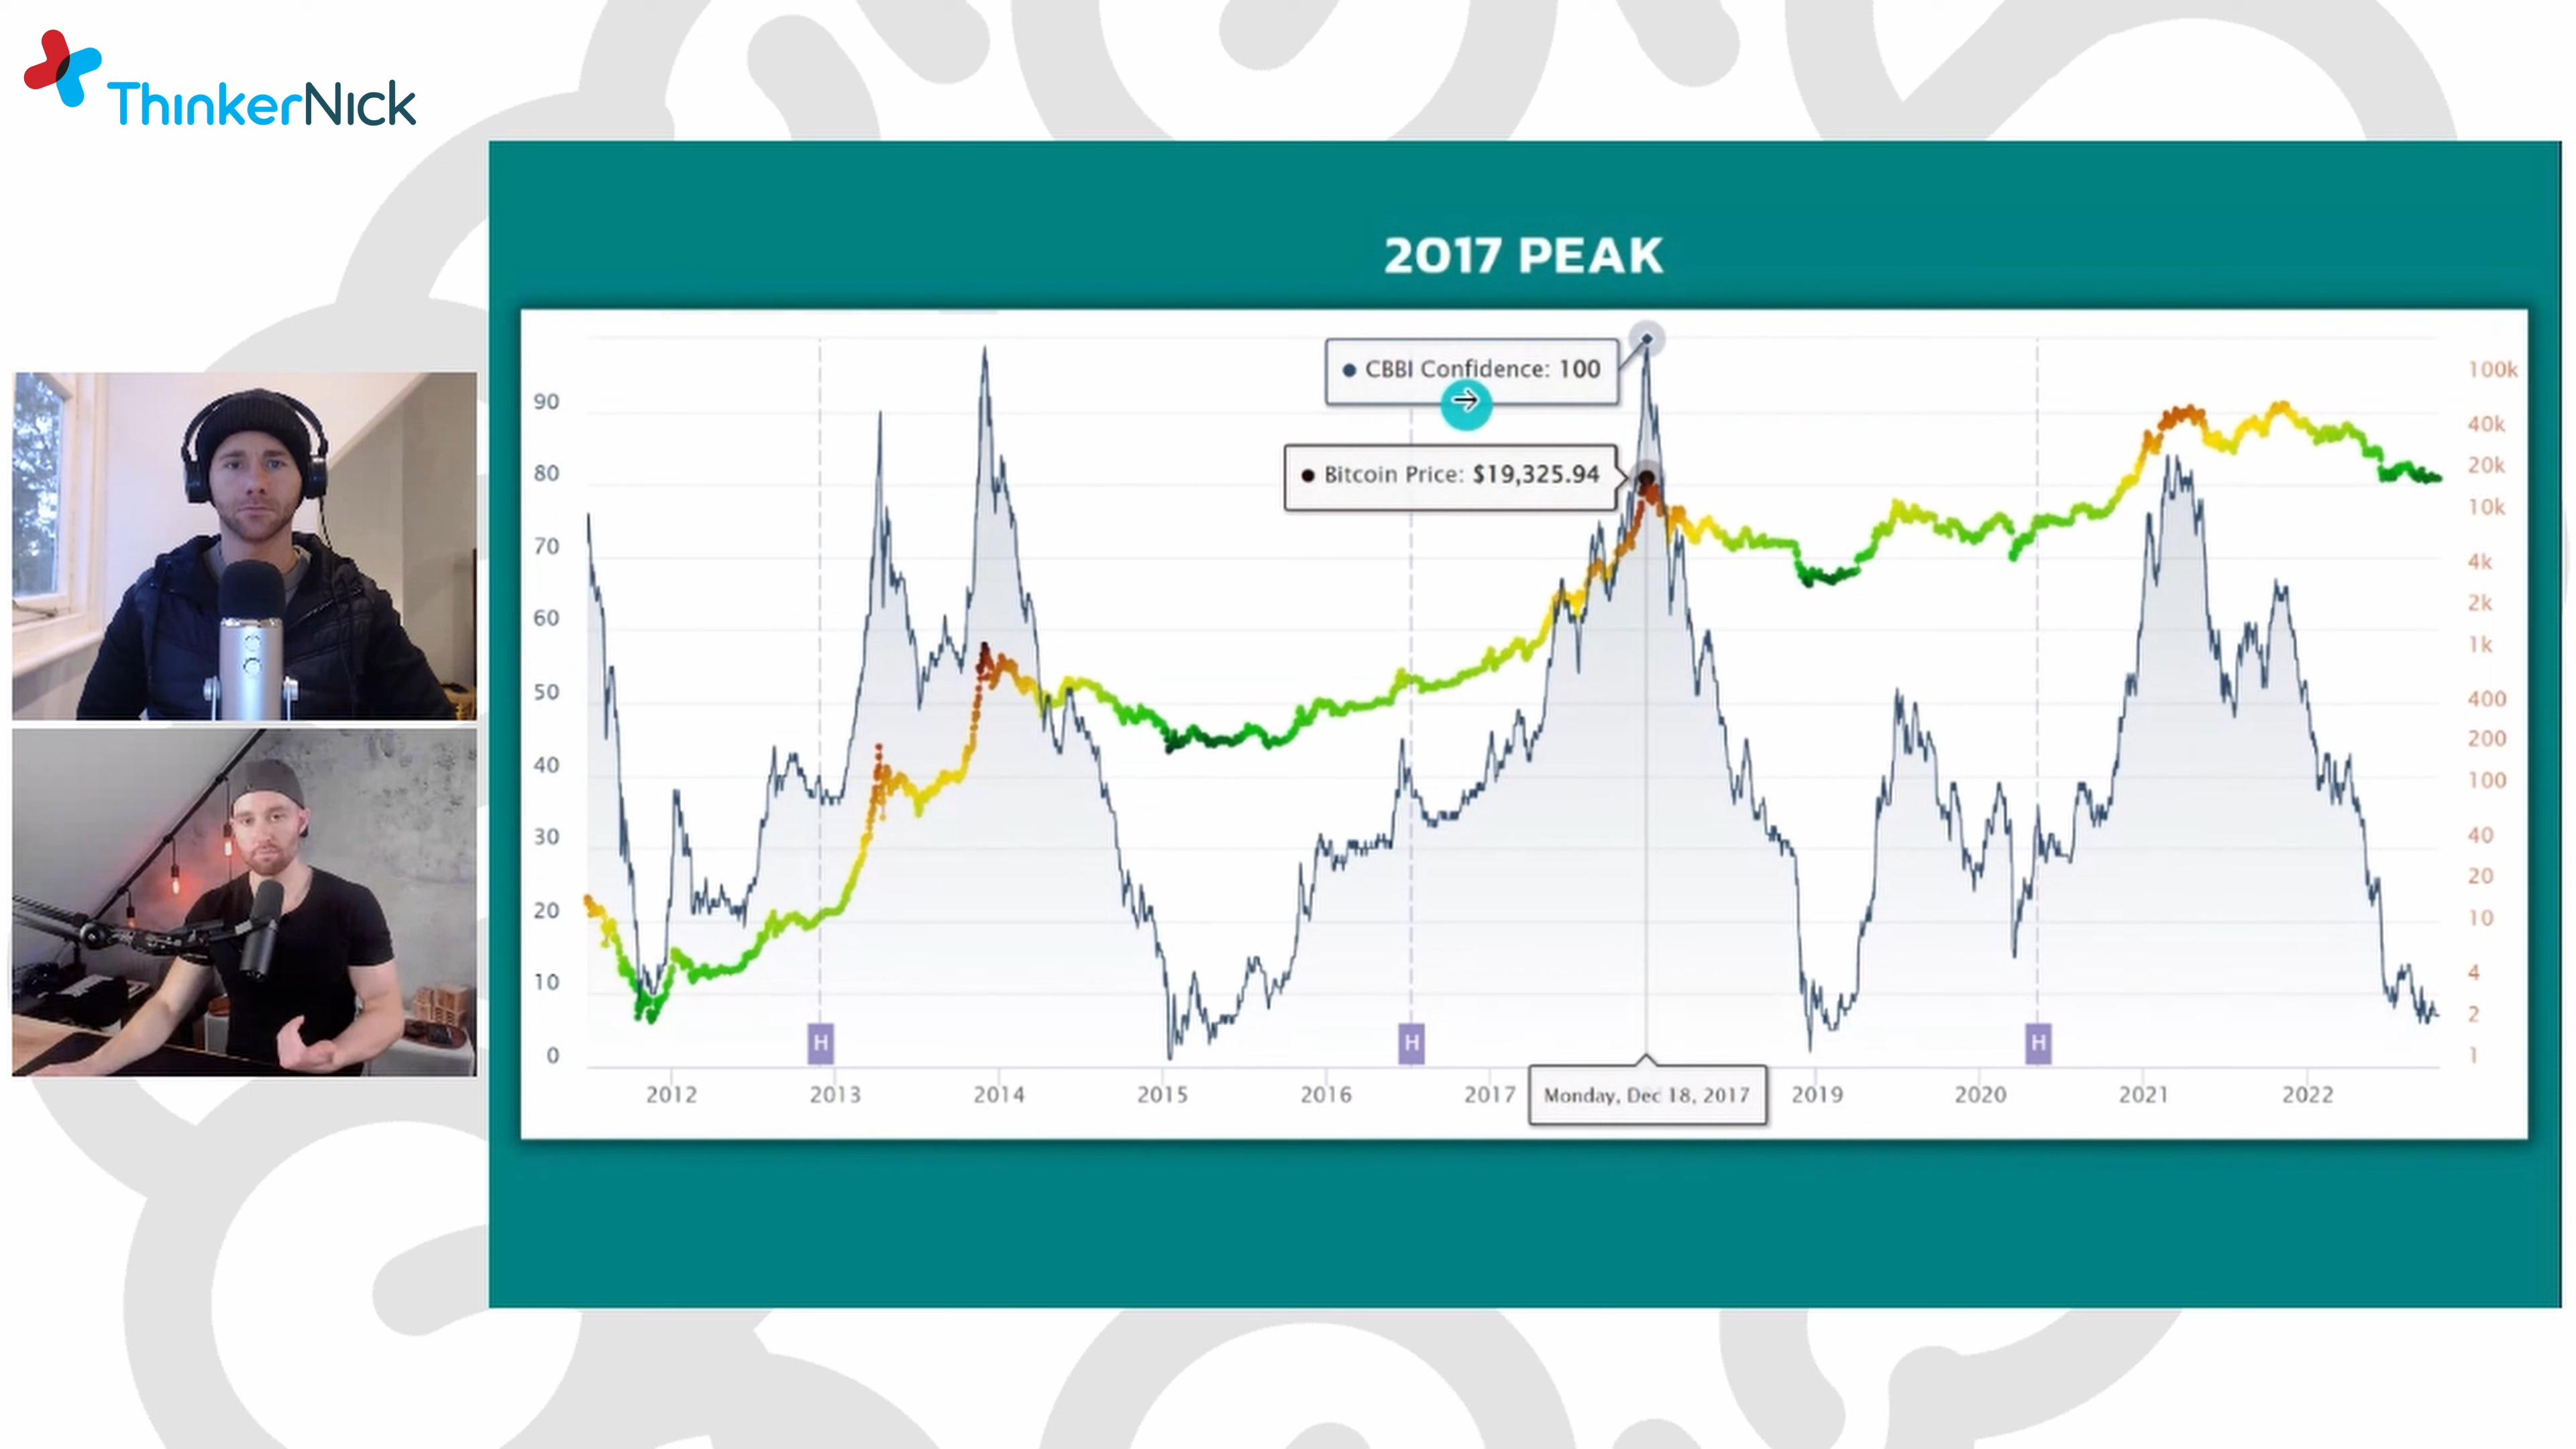 ThinkerNick
2017 PEAK
CBBI Confidence: 100
Bitcoin Price: $19,325.94
90
80
70
60
50
40
30
20
10
0
100k
40k
20k
10k
4k
2k
1k
400
200
100
40
20
10
4
2
1
H H H
2012 2013 2014 2015 2016 2017 Monday, Dec 18, 2017 2019 2020 2021 2022